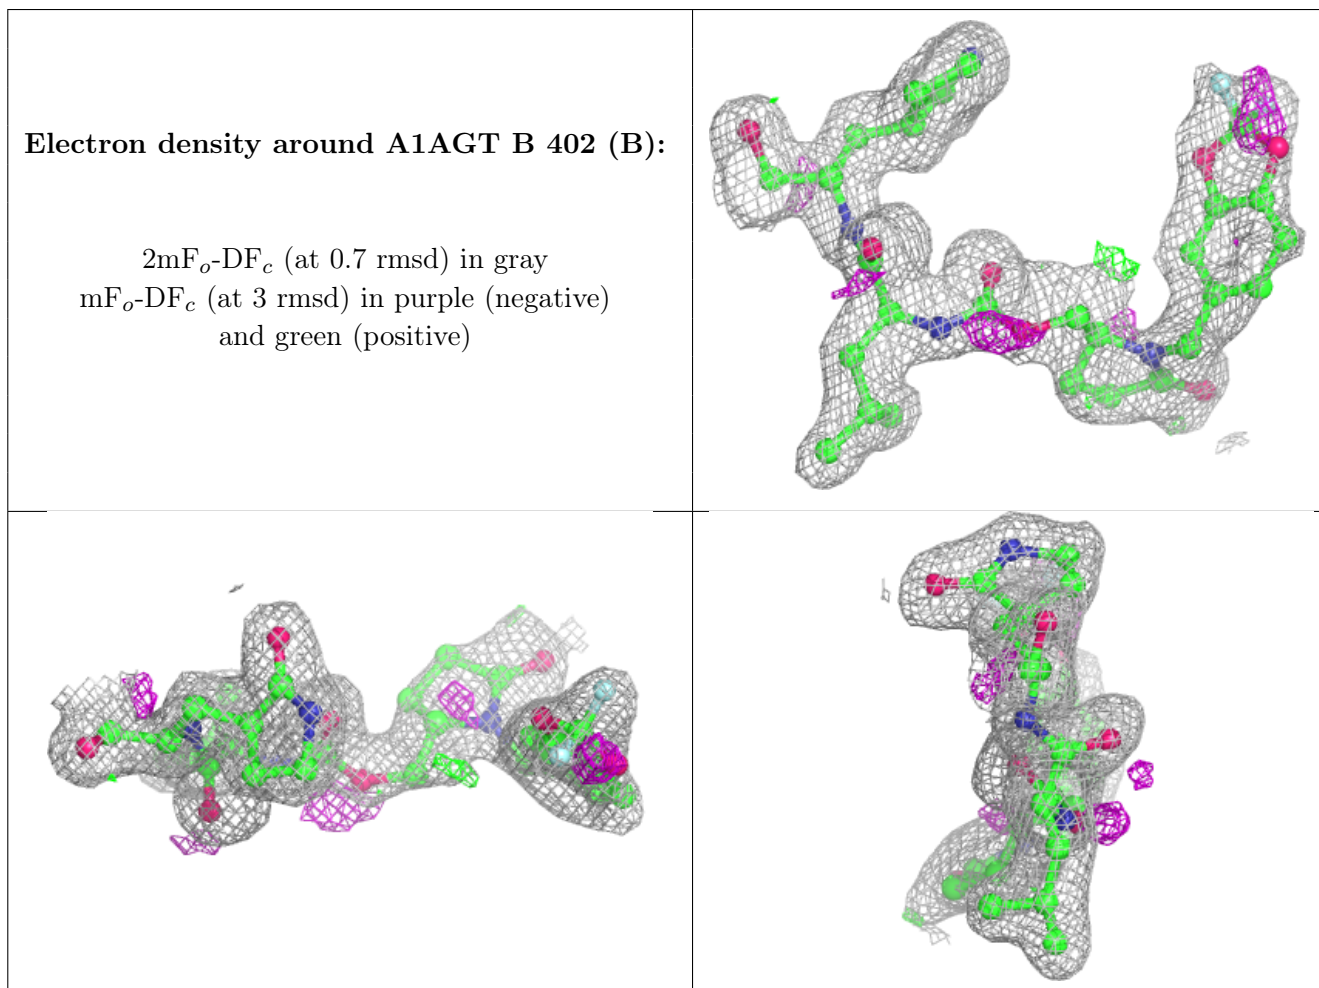 Electron density around A1AGT B 402 (B):
2mFₒ-DF𝒸 (at 0.7 rmsd) in gray
mFₒ-DF𝒸 (at 3 rmsd) in purple (negative)
and green (positive)